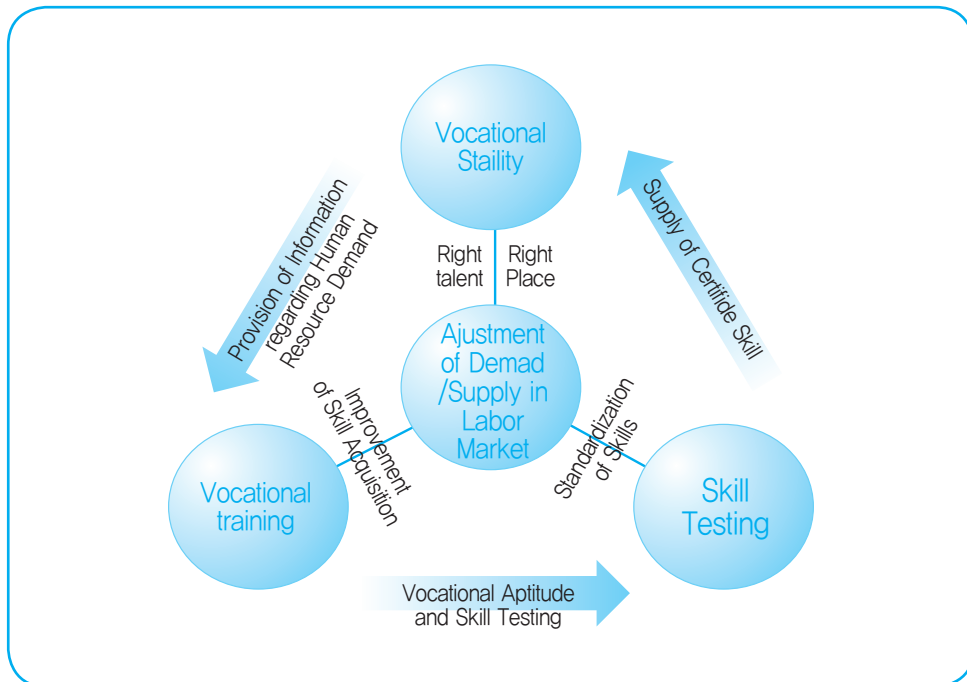 Vocational
Staility
Provision of Information
regarding Human
Resource Demand
Right
talent
Right
Place
Supply of Certifide Skill
Ajustment
of Demad
/Supply in
Labor
Market
Improvement
of Skill Acquisition
Standardization
of Skills
Vocational
training
Skill
Testing
Vocational Aptitude
and Skill Testing